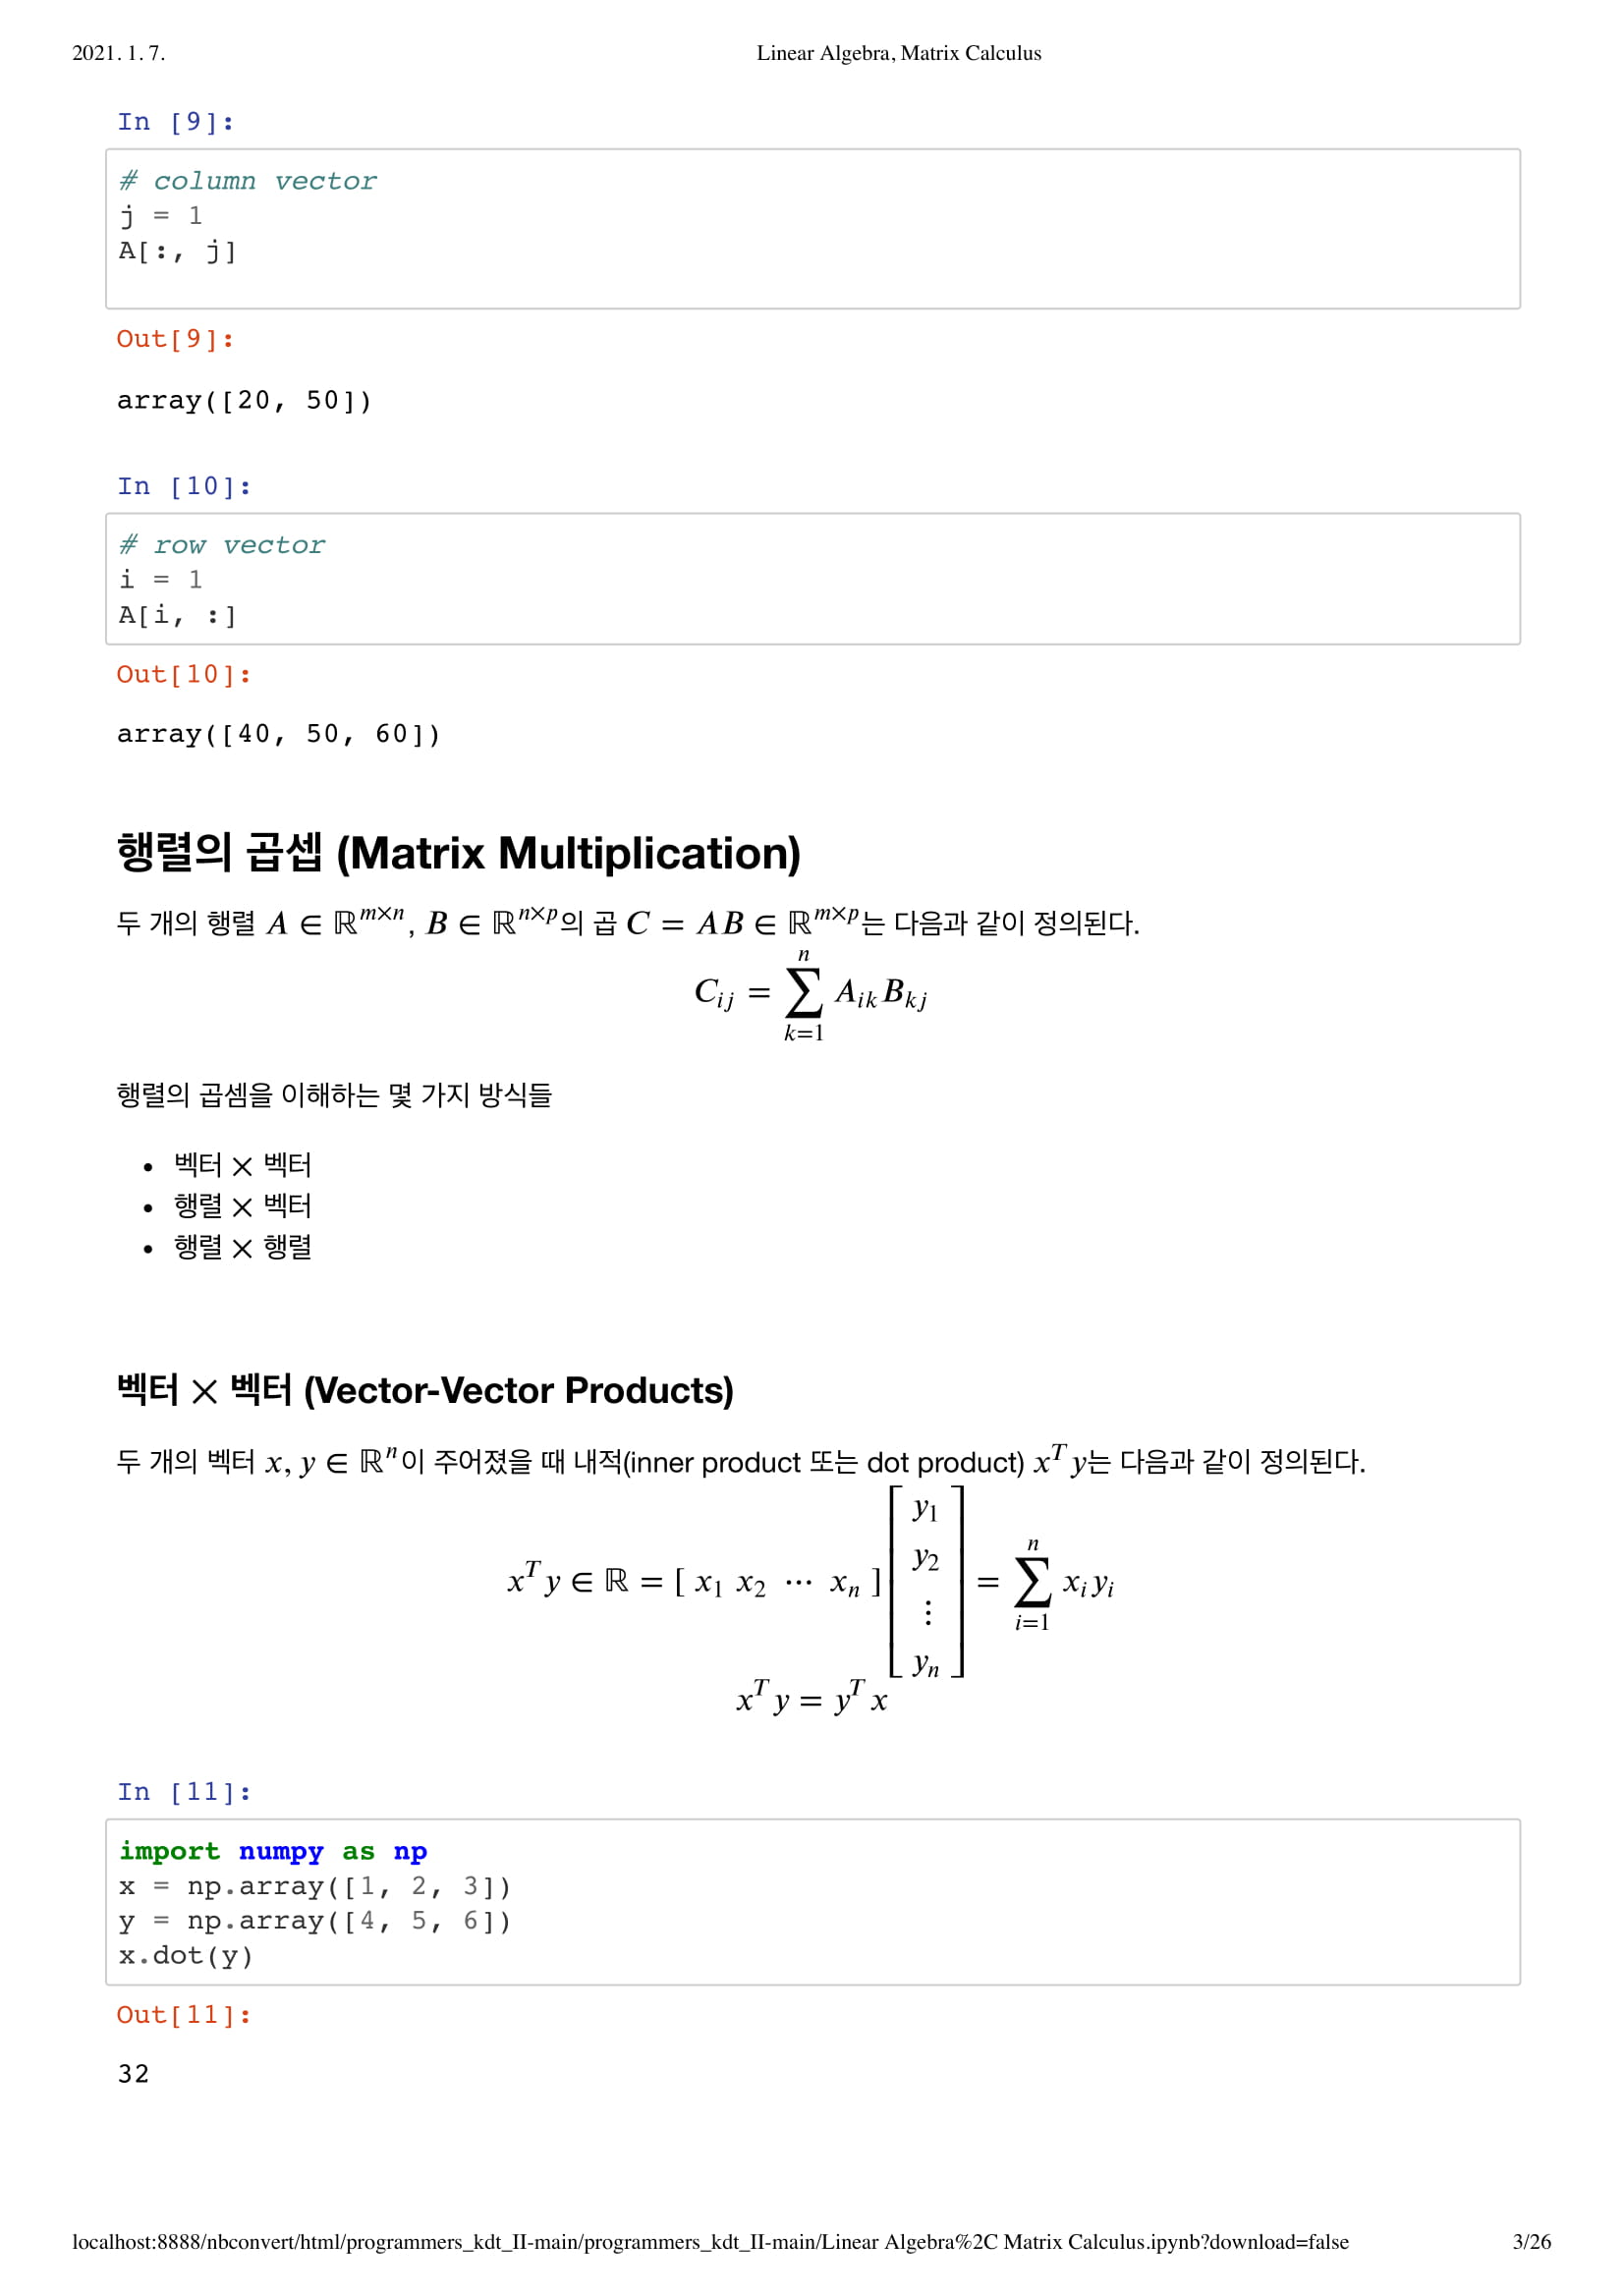 2021. 1. 7.
Linear Algebra, Matrix Calculus
In [9]:
# column vector
j = 1
A[:, j]
Out[9]:
array([20, 50])
In [10]:
# row vector
i = 1
A[i, :]
Out[10]:
array([40, 50, 60])
행렬의 곱셉 (Matrix Multiplication)
두 개의 행렬 $A \in \mathbb{R}^{m \times n}$, $B \in \mathbb{R}^{n \times p}$의 곱 $C = AB \in \mathbb{R}^{m \times p}$는 다음과 같이 정의된다.
$C_{ij} = \sum_{k=1}^{n} A_{ik} B_{kj}$
행렬의 곱셈을 이해하는 몇 가지 방식들
• 벡터 × 벡터
• 행렬 × 벡터
• 행렬 × 행렬
벡터 × 벡터 (Vector-Vector Products)
두 개의 벡터 $x, y \in \mathbb{R}^n$이 주어졌을 때 내적(inner product 또는 dot product) $x^T y$는 다음과 같이 정의된다.
$x^T y \in \mathbb{R} = [\, x_1 \; x_2 \; \cdots \; x_n \,] \begin{bmatrix} y_1 \\ y_2 \\ \vdots \\ y_n \end{bmatrix} = \sum_{i=1}^{n} x_i y_i$
$x^T y = y^T x$
In [11]:
import numpy as np
x = np.array([1, 2, 3])
y = np.array([4, 5, 6])
x.dot(y)
Out[11]:
32
localhost:8888/nbconvert/html/programmers_kdt_II-main/programmers_kdt_II-main/Linear Algebra%2C Matrix Calculus.ipynb?download=false
3/26